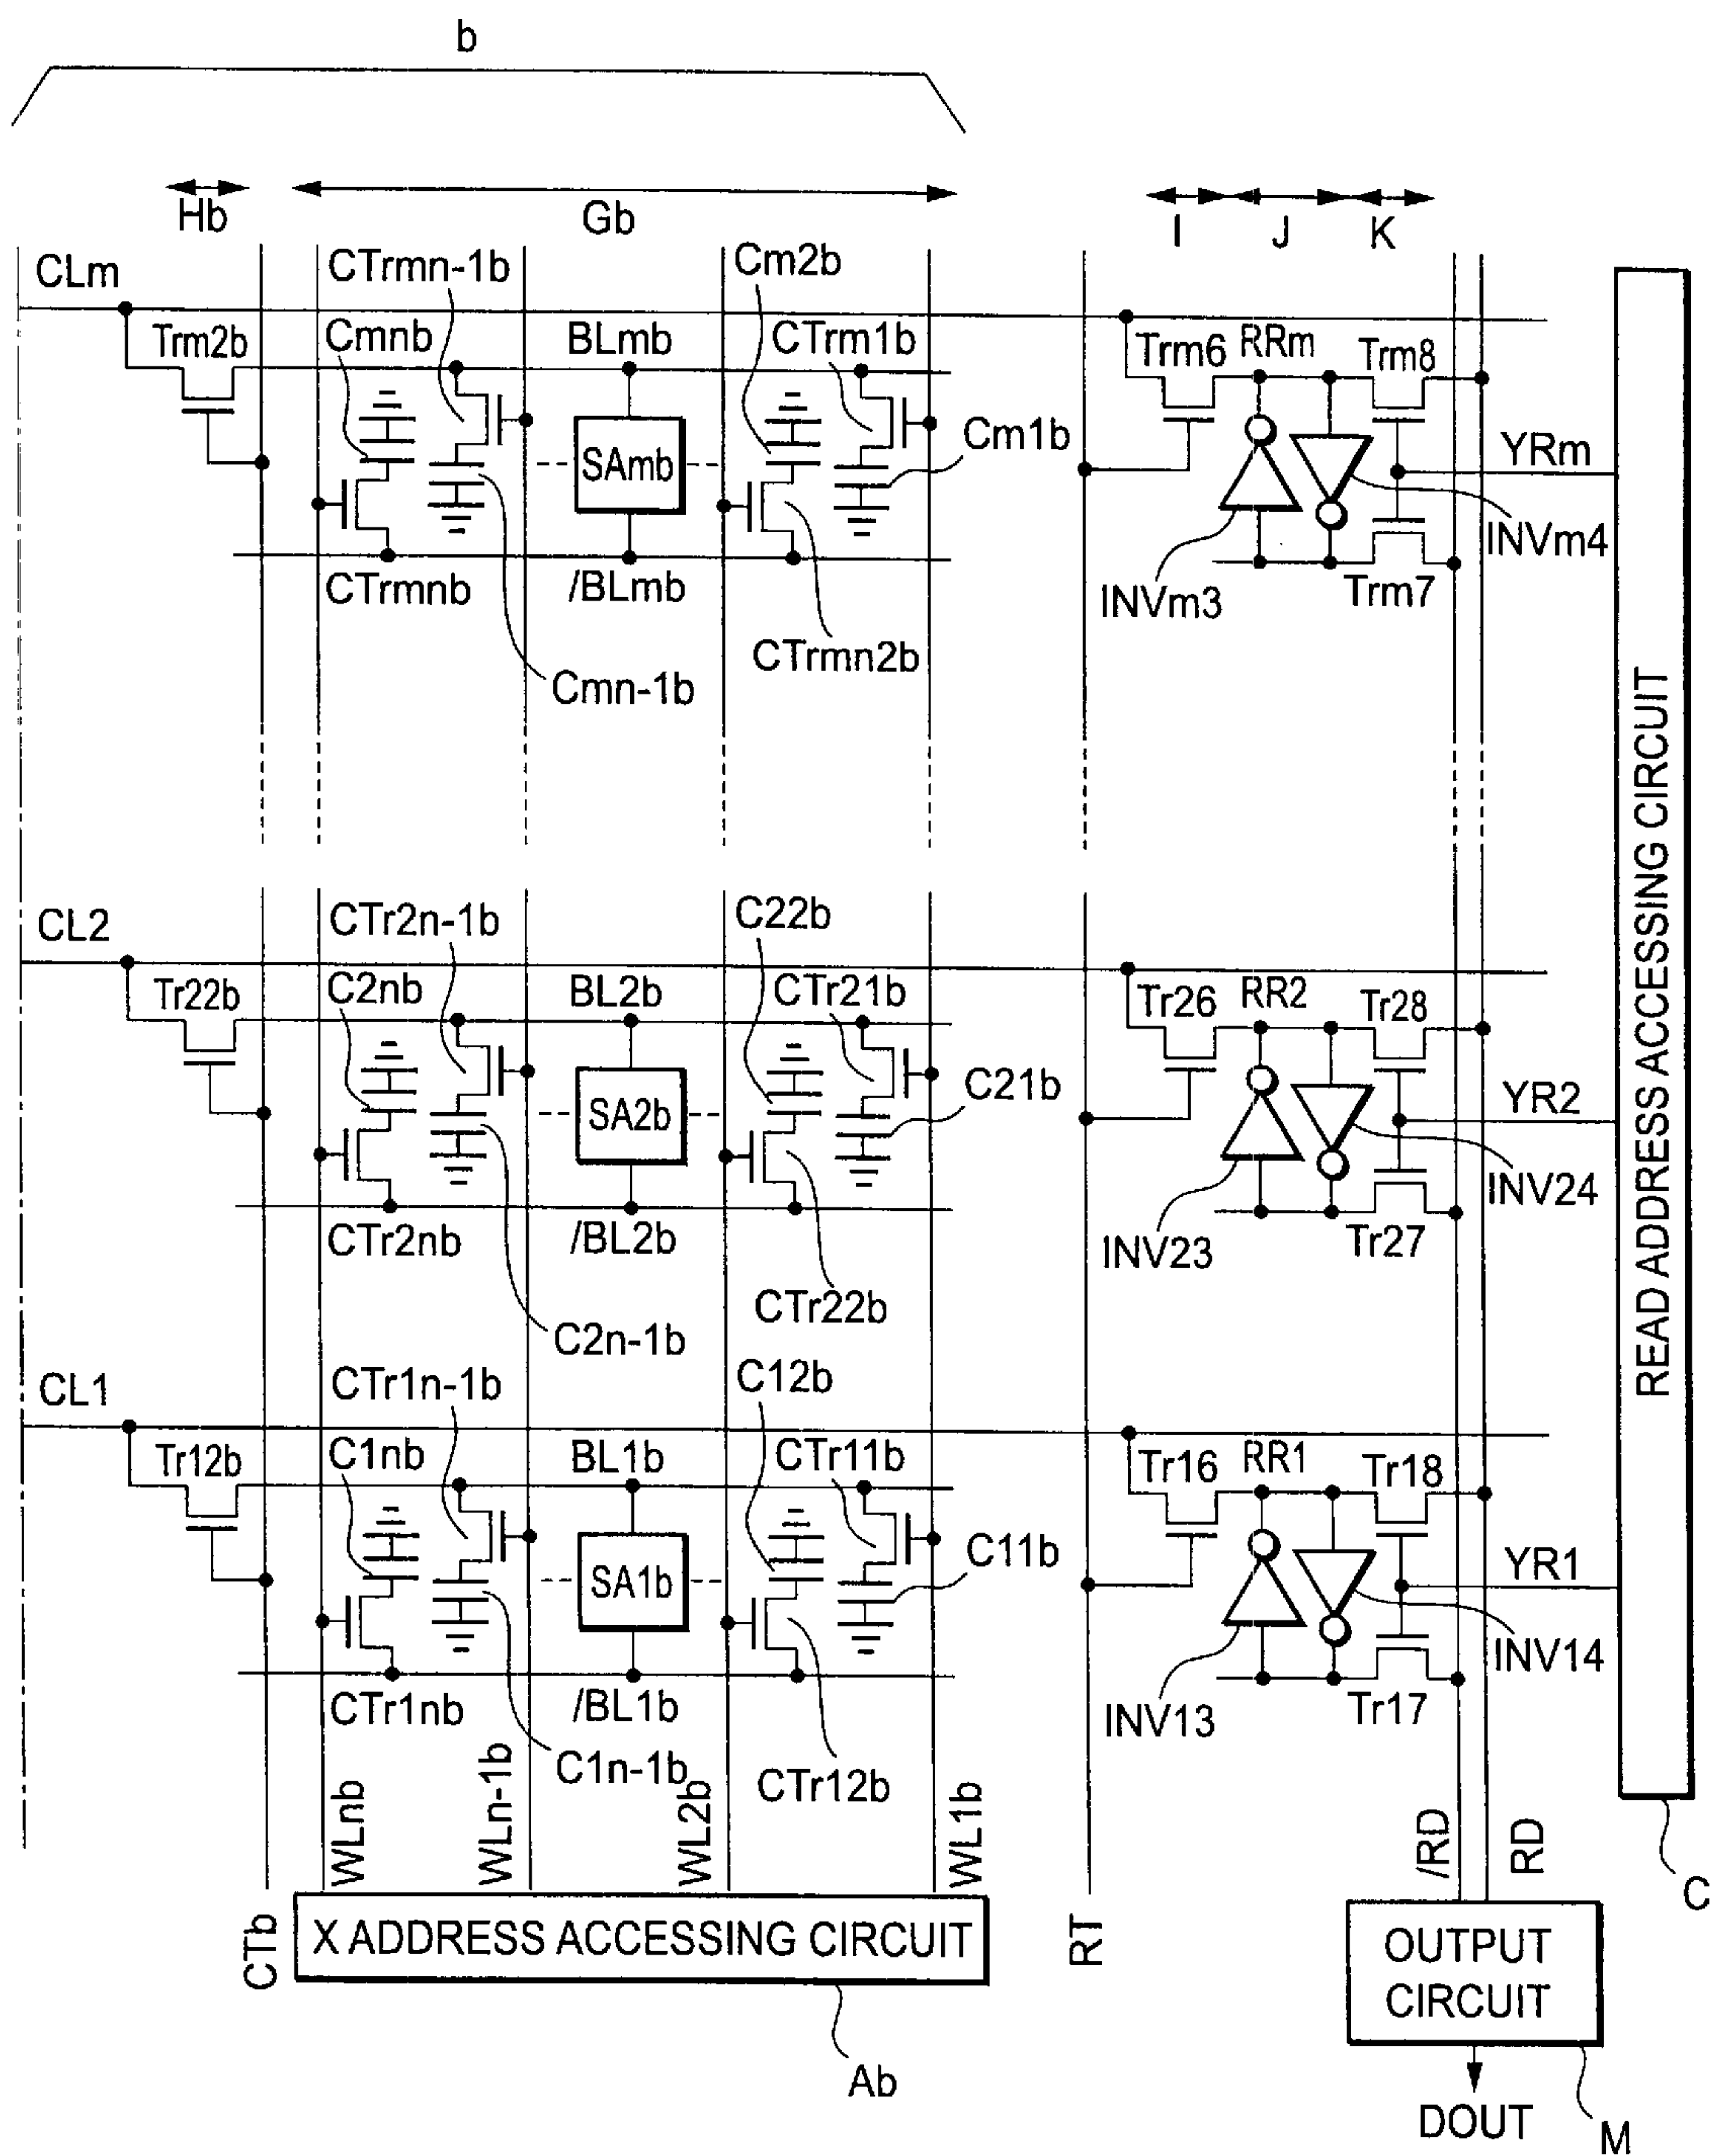 b
Hb
Gb
I
J
K
CLm
CTrmn-1b
Cm2b
Trm2b
Cmnb
BLmb
CTrm1b
Trm6
RRm
Trm8
SAmb
Cm1b
YRm
INVm4
CTrmnb
/BLmb
INVm3
Trm7
CTrmn2b
Cmn-1b
READ ADDRESS ACCESSING CIRCUIT
CL2
CTr2n-1b
C22b
Tr22b
C2nb
BL2b
CTr21b
Tr26
RR2
Tr28
SA2b
C21b
YR2
INV24
CTr2nb
/BL2b
INV23
Tr27
CTr22b
C2n-1b
CL1
CTr1n-1b
C12b
Tr12b
C1nb
BL1b
CTr11b
Tr16
RR1
Tr18
SA1b
C11b
YR1
INV14
CTr1nb
/BL1b
INV13
Tr17
C1n-1b
CTr12b
CTb
WLnb
WLn-1b
WL2b
WL1b
RT
/RD
RD
C
X ADDRESS ACCESSING CIRCUIT
OUTPUT
CIRCUIT
Ab
DOUT
M